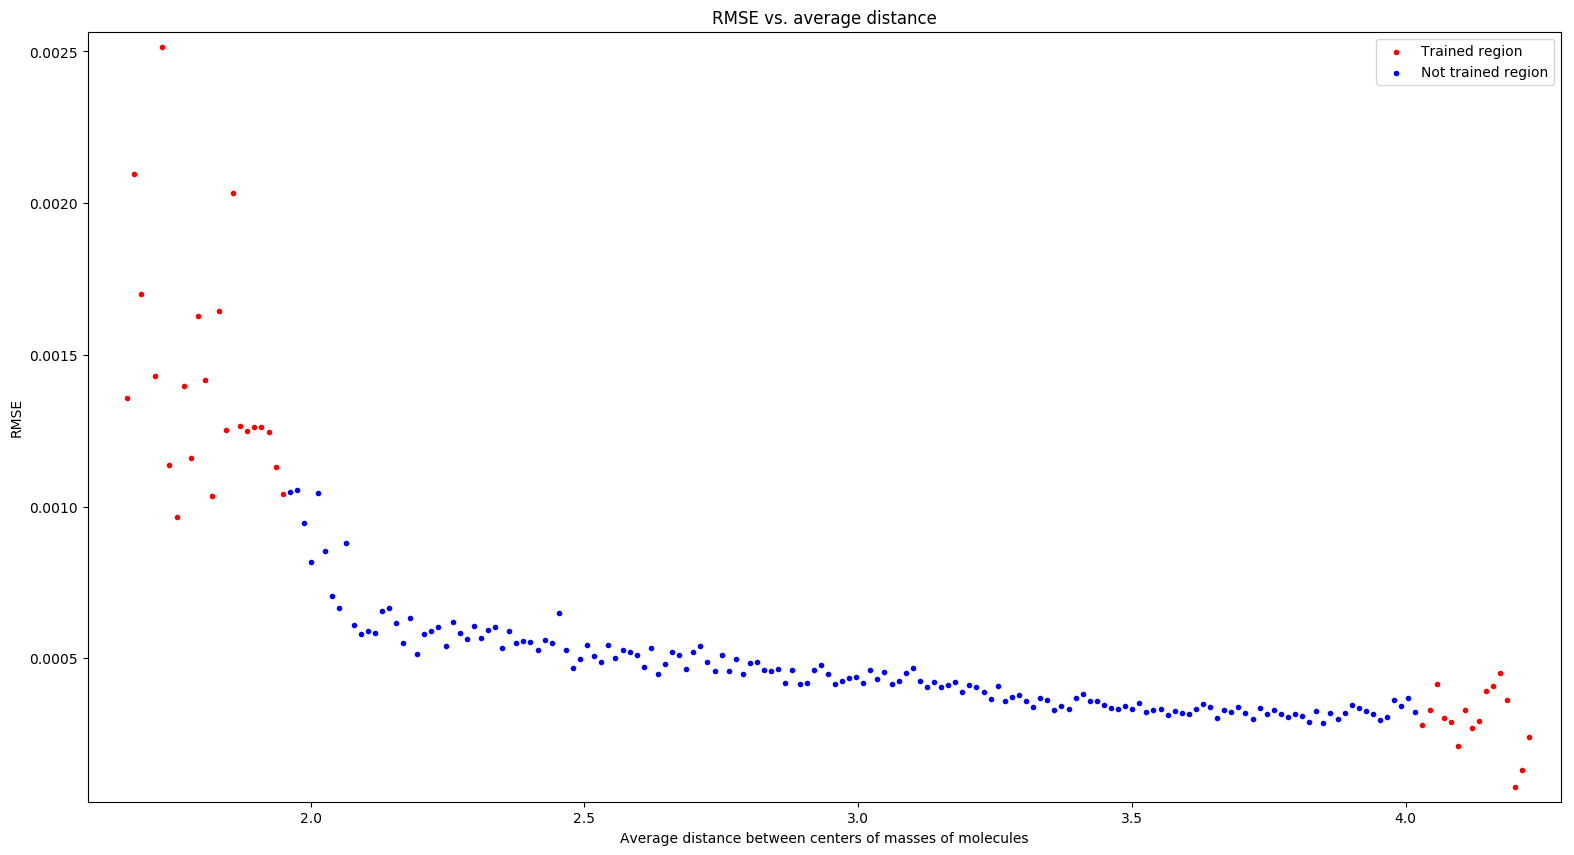 RMSE vs. average distance
Trained region
Not trained region
0.0025
0.0020
0.0015
0.0010
0.0005
RMSE
2.0
2.5
3.0
3.5
4.0
Average distance between centers of masses of molecules